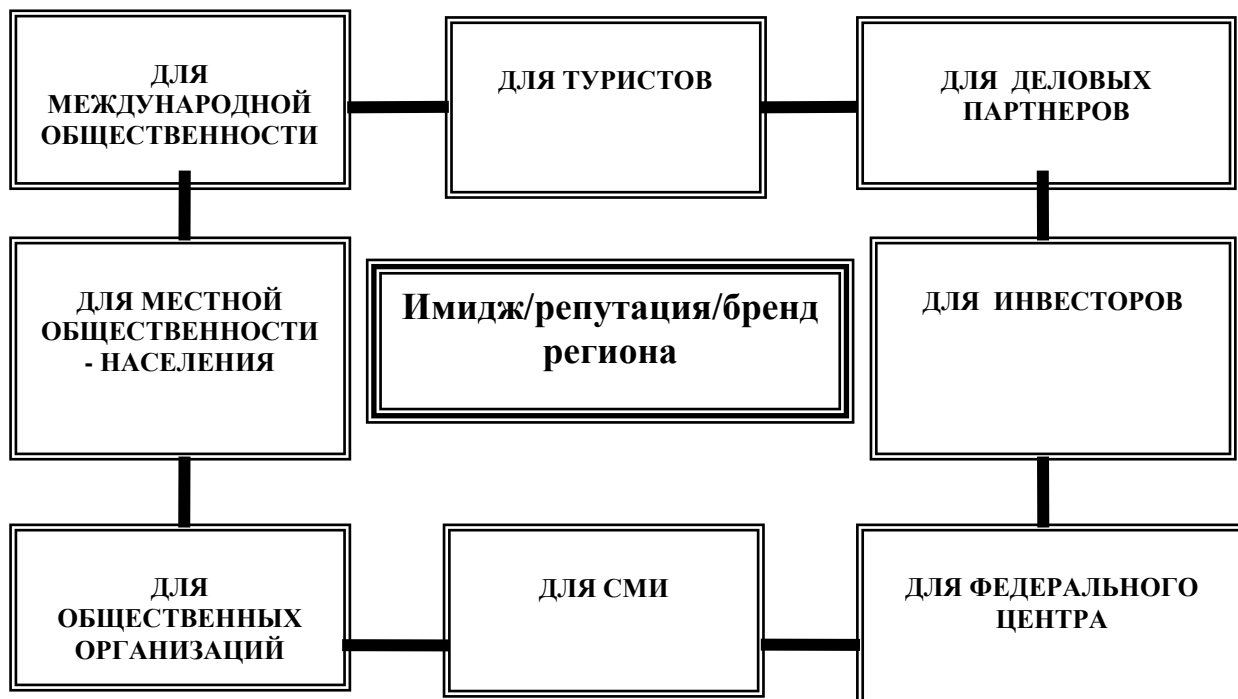 ДЛЯ
МЕЖДУНАРОДНОЙ
ОБЩЕСТВЕННОСТИ
ДЛЯ ТУРИСТОВ
ДЛЯ ДЕЛОВЫХ
ПАРТНЕРОВ
ДЛЯ МЕСТНОЙ
ОБЩЕСТВЕННОСТИ
- НАСЕЛЕНИЯ
Имидж/репутация/бренд
региона
ДЛЯ ИНВЕСТОРОВ
ДЛЯ
ОБЩЕСТВЕННЫХ
ОРГАНИЗАЦИЙ
ДЛЯ СМИ
ДЛЯ ФЕДЕРАЛЬНОГО
ЦЕНТРА